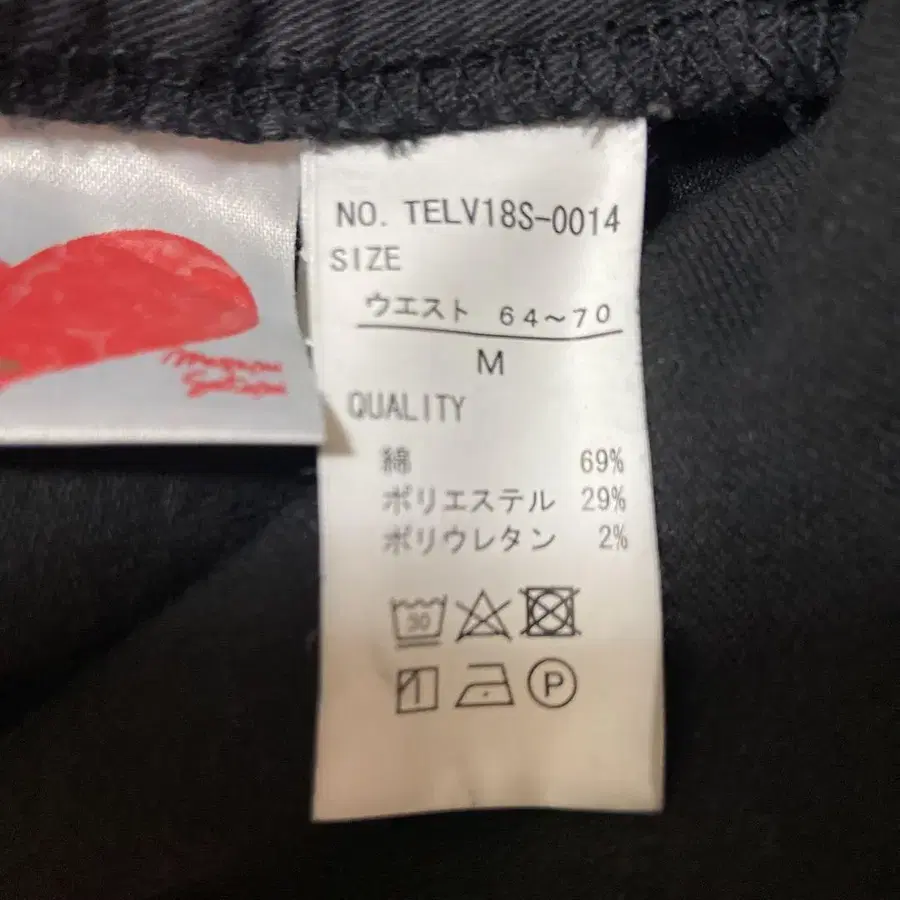 NO. TELV18S-0014
SIZE
ウエスト 64~70
M
QUALITY
綿 69%
ポリエステル 29%
ポリウレタン 2%
30
P